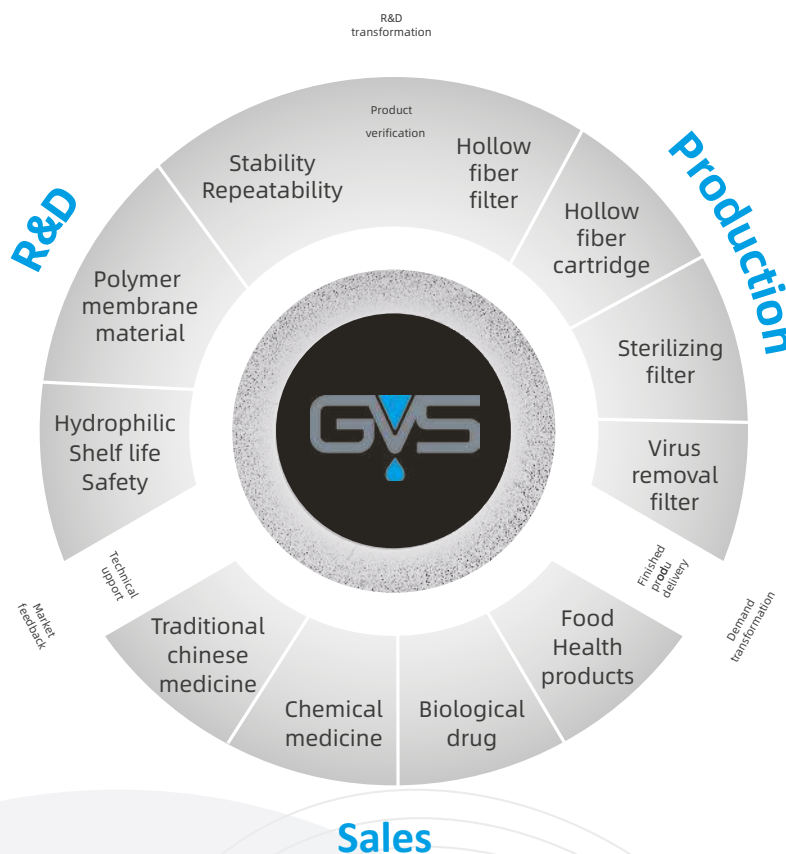 R&D
transformation
Product
verification
Stability
Repeatability
Hollow
fiber
filter
R&D
Production
Hollow
fiber
cartridge
Polymer
membrane
material
Sterilizing
filter
Hydrophilic
Shelf life
Safety
GVS
Virus
removal
filter
Technical
support
Market
feedback
Finished
produ
delivery
Demand
transformation
Traditional
chinese
medicine
Chemical
medicine
Biological
drug
Food
Health
products
Sales